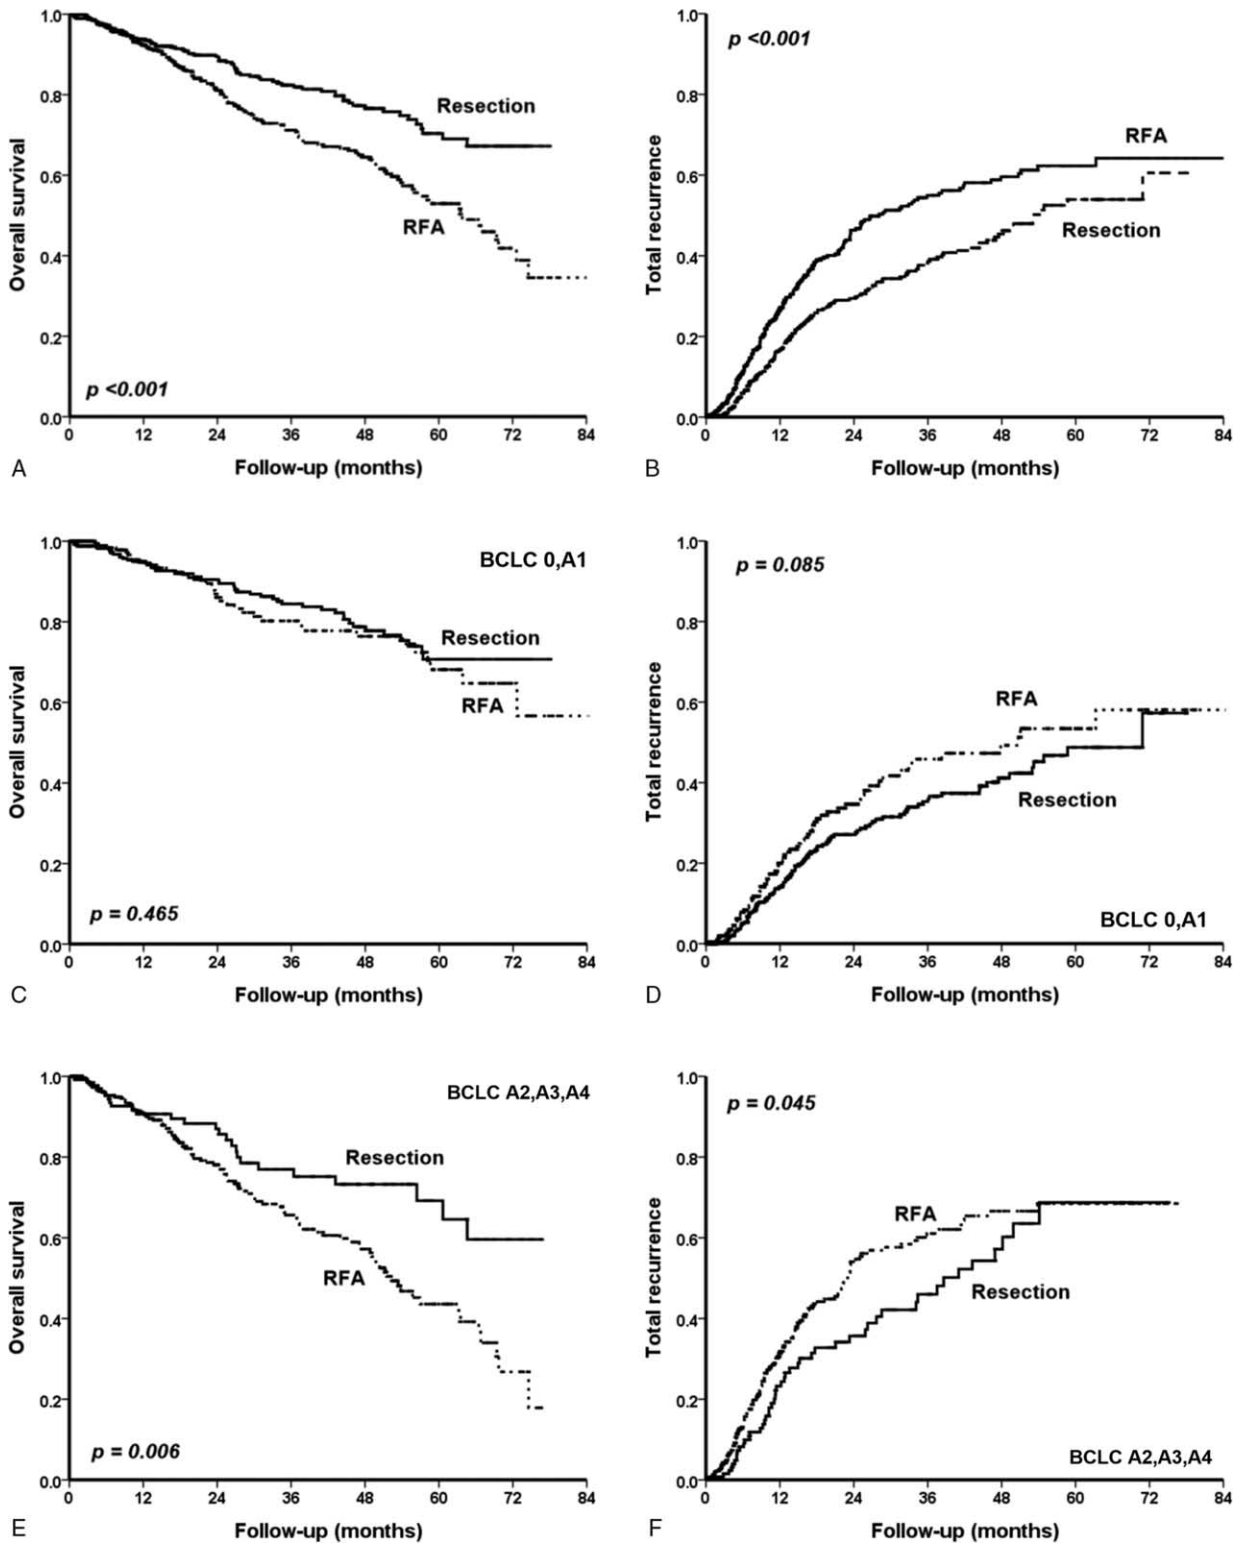 1.0
0.8
0.6
0.4
0.2
0.0
Overall survival
Resection
RFA
p <0.001
0 12 24 36 48 60 72 84
Follow-up (months)
A
1.0
0.8
0.6
0.4
0.2
0.0
Total recurrence
p <0.001
RFA
Resection
0 12 24 36 48 60 72 84
Follow-up (months)
B
1.0
0.8
0.6
0.4
0.2
0.0
Overall survival
BCLC 0,A1
Resection
RFA
p = 0.465
0 12 24 36 48 60 72 84
Follow-up (months)
C
1.0
0.8
0.6
0.4
0.2
0.0
Total recurrence
p = 0.085
RFA
Resection
BCLC 0,A1
0 12 24 36 48 60 72 84
Follow-up (months)
D
1.0
0.8
0.6
0.4
0.2
0.0
Overall survival
BCLC A2,A3,A4
Resection
RFA
p = 0.006
0 12 24 36 48 60 72 84
Follow-up (months)
E
1.0
0.8
0.6
0.4
0.2
0.0
Total recurrence
p = 0.045
RFA
Resection
BCLC A2,A3,A4
0 12 24 36 48 60 72 84
Follow-up (months)
F